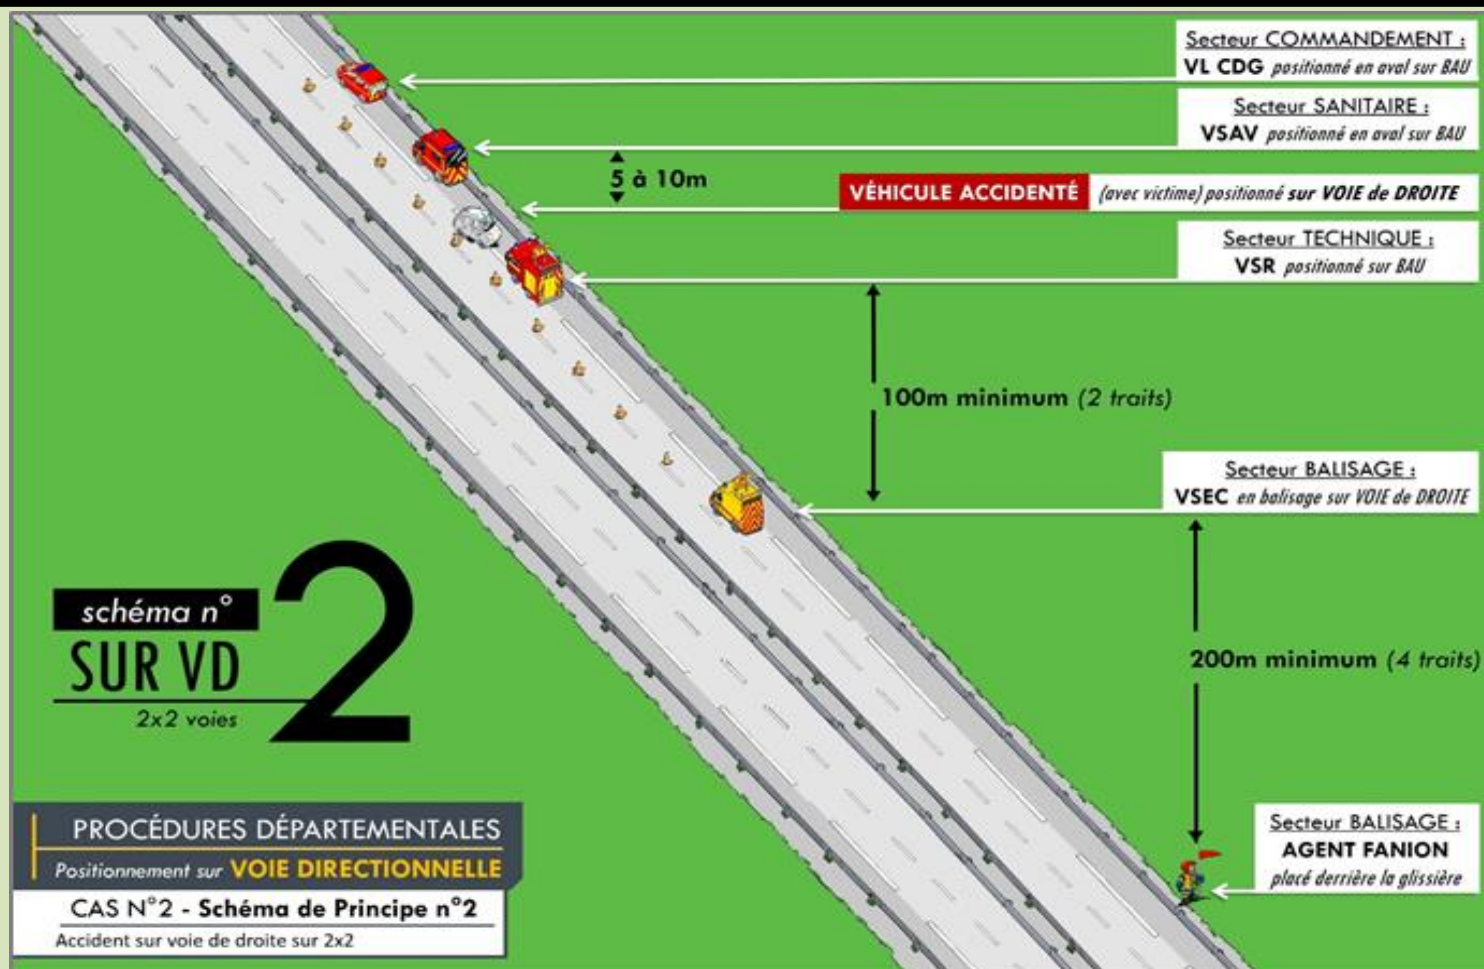 Secteur COMMANDEMENT :
VL CDG positionné en aval sur BAU
Secteur SANITAIRE :
VSAV positionné en aval sur BAU
5 à 10m
VÉHICULE ACCIDENTÉ (avec victime) positionné sur VOIE de DROITE
Secteur TECHNIQUE :
VSR positionné sur BAU
100m minimum (2 traits)
Secteur BALISAGE :
VSEC en balisage sur VOIE de DROITE
200m minimum (4 traits)
Secteur BALISAGE :
AGENT FANION
placé derrière la glissière
schéma n° 2
SUR VD
2x2 voies
PROCÉDURES DÉPARTEMENTALES
Positionnement sur VOIE DIRECTIONNELLE
CAS N°2 - Schéma de Principe n°2
Accident sur voie de droite sur 2x2